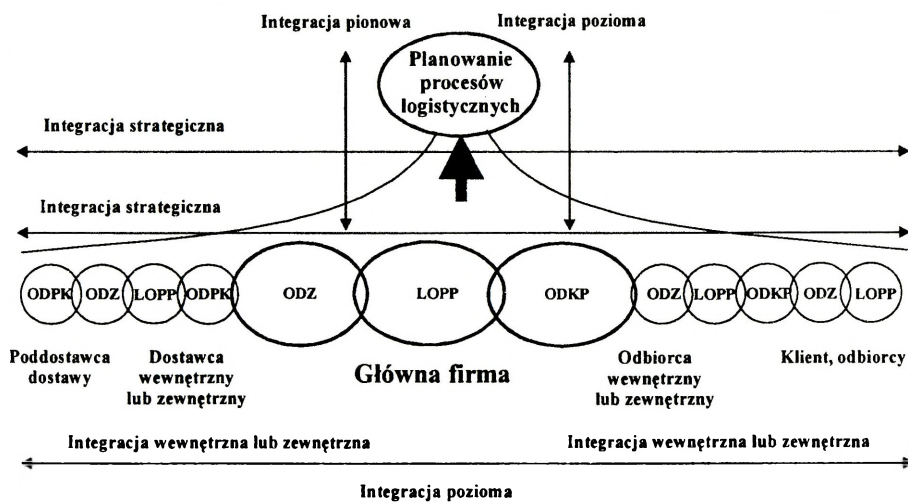 Integracja pionowa
Integracja pozioma
Planowanie
procesów
logistycznych
Integracja strategiczna
Integracja strategiczna
ODPK ODZ LOPP ODPK ODZ LOPP ODKP ODZ LOPP ODKP ODZ LOPP
Poddostawca
dostawy
Dostawca
wewnętrzny
lub zewnętrzny
Główna firma
Odbiorca
wewnętrzny
lub zewnętrzny
Klient, odbiorcy
Integracja wewnętrzna lub zewnętrzna
Integracja wewnętrzna lub zewnętrzna
Integracja pozioma